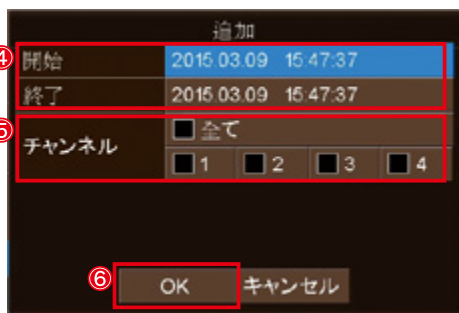 追加
④ 開始 2015.03.09 15:47:37
終了 2015.03.09 15:47:37
⑤ チャンネル ■ 全て
■ 1 ■ 2 ■ 3 ■ 4
⑥ OK キャンセル